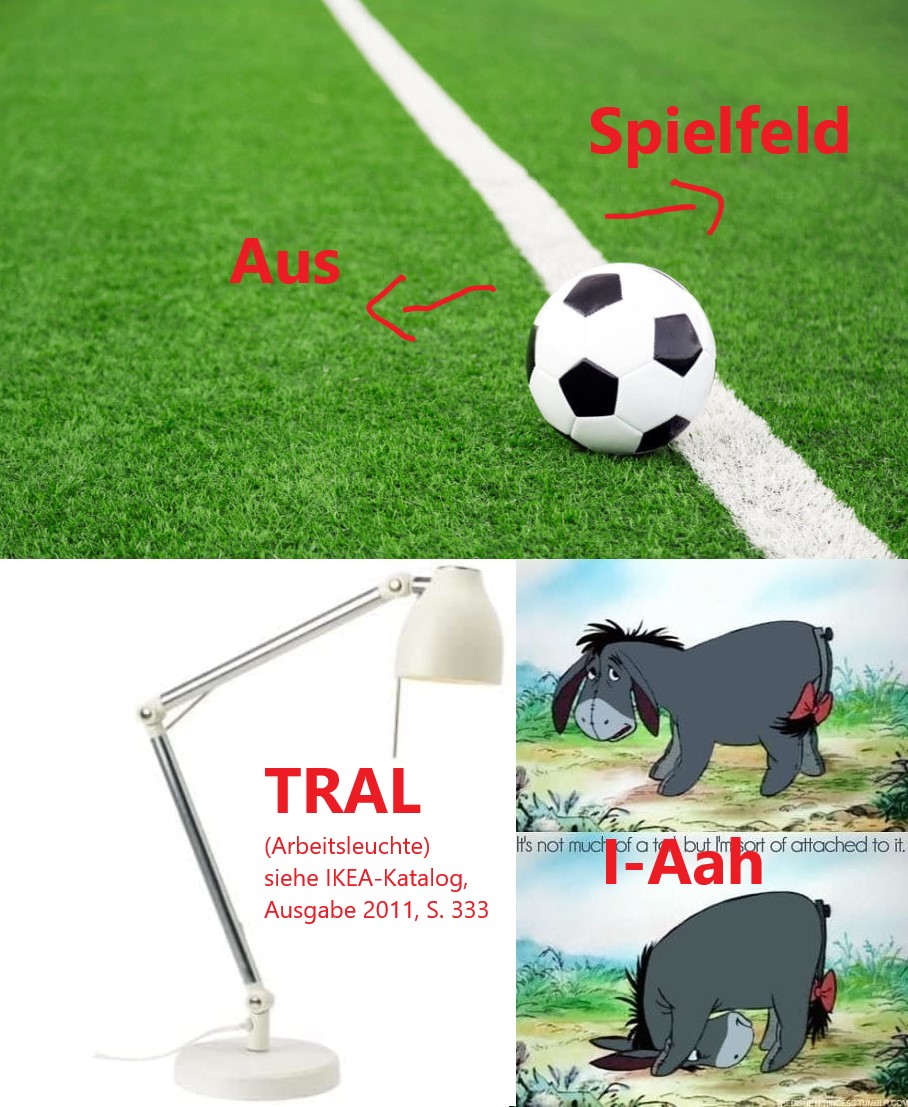 Spielfeld
Aus
TRAL
(Arbeitsleuchte)
siehe IKEA-Katalog,
Ausgabe 2011, S. 333
It's not much of a but I'm sort of attached to it.
I-Aah